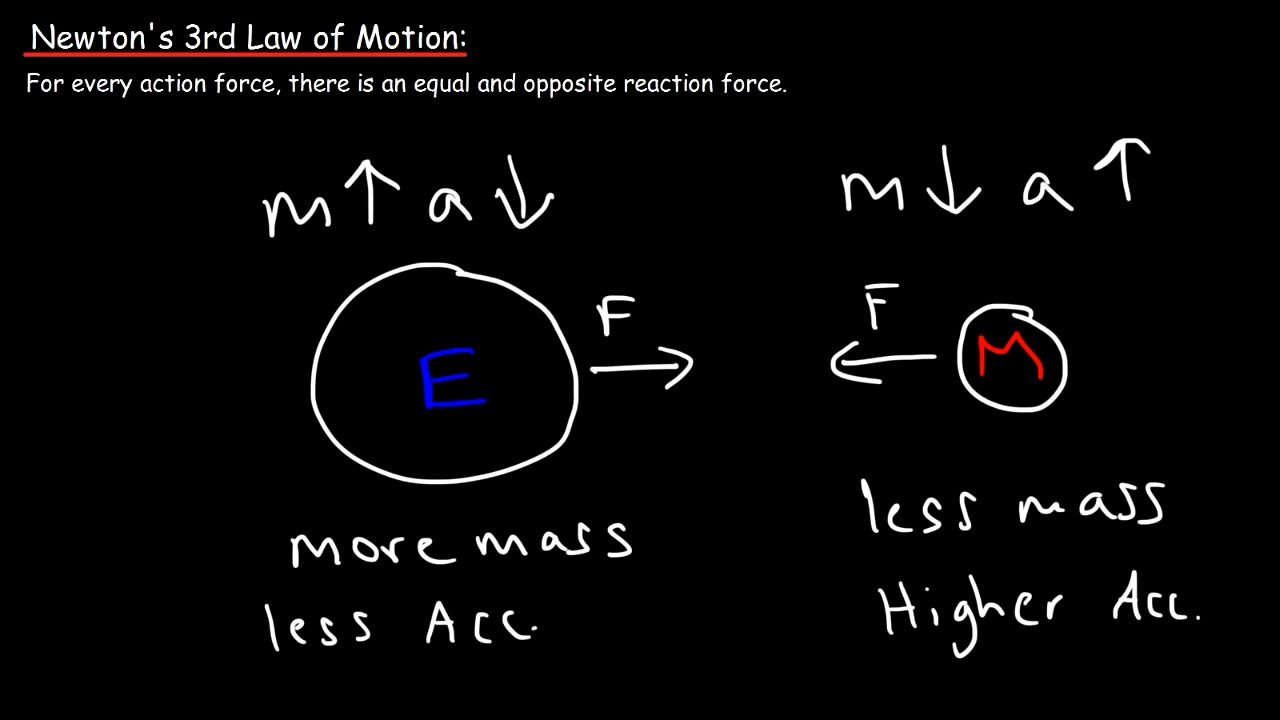 Newton's 3rd Law of Motion:
For every action force, there is an equal and opposite reaction force.
m↑ a↓
m↓ a↑
F
F
E
M
more mass
less Acc.
less mass
Higher Acc.